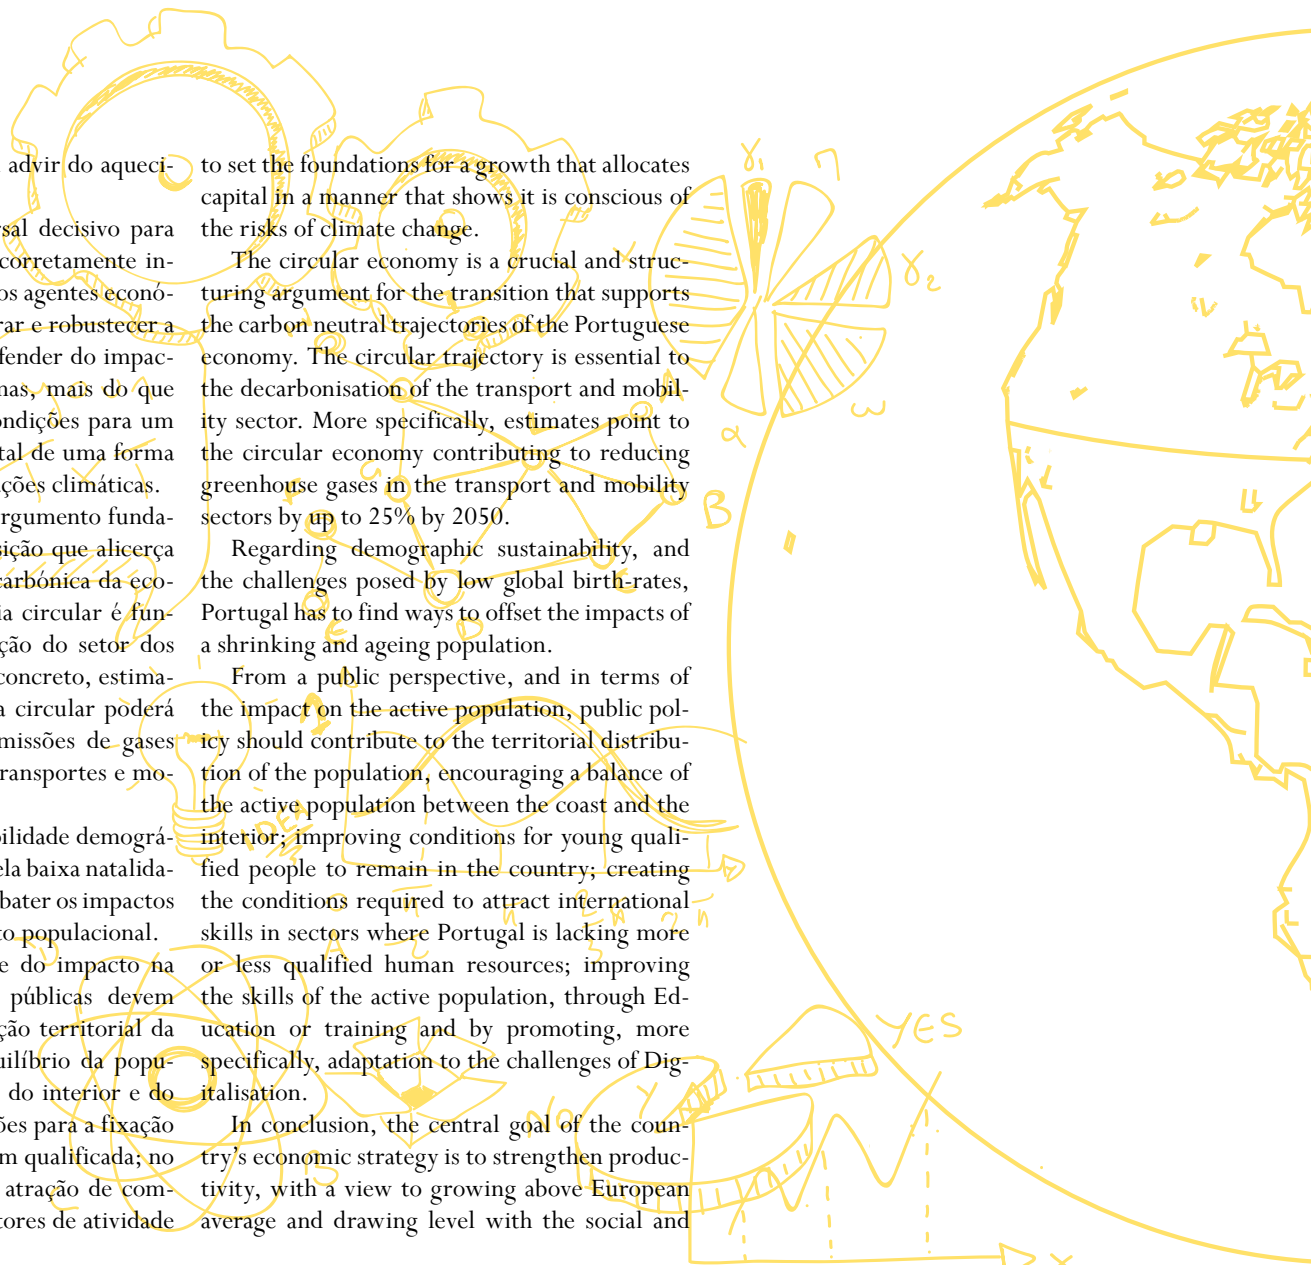 advir do aqueci-
rsal decisivo para
corretamente in-
os agentes econó-
rar e robustecer a
fender do impac-
nas, mais do que
ondições para um
tal de uma forma
ções climáticas.
rgumento funda-
sição que alicerça
carbónica da eco-
ia circular é fun-
ção do setor dos
concreto, estima-
a circular poderá
missões de gases
ransportes e mo-
bilidade demográ-
ela baixa natalida-
bater os impactos
to populacional.
e do impacto na
públicas devem
ção territorial da
uilíbrio da popu-
do interior e do
ões para a fixação
m qualificada; no
atração de com-
tores de atividade
to set the foundations for a growth that allocates
capital in a manner that shows it is conscious of
the risks of climate change.
The circular economy is a crucial and struc-
turing argument for the transition that supports
the carbon neutral trajectories of the Portuguese
economy. The circular trajectory is essential to
the decarbonisation of the transport and mobil-
ity sector. More specifically, estimates point to
the circular economy contributing to reducing
greenhouse gases in the transport and mobility
sectors by up to 25% by 2050.
Regarding demographic sustainability, and
the challenges posed by low global birth-rates,
Portugal has to find ways to offset the impacts of
a shrinking and ageing population.
From a public perspective, and in terms of
the impact on the active population, public pol-
icy should contribute to the territorial distribu-
tion of the population, encouraging a balance of
the active population between the coast and the
interior; improving conditions for young quali-
fied people to remain in the country; creating
the conditions required to attract international
skills in sectors where Portugal is lacking more
or less qualified human resources; improving
the skills of the active population, through Ed-
ucation or training and by promoting, more
specifically, adaptation to the challenges of Dig-
italisation.
In conclusion, the central goal of the coun-
try's economic strategy is to strengthen produc-
tivity, with a view to growing above European
average and drawing level with the social and
γ₁
η
γ₂
ω
α
B
IDEA
YES
NO
Y
X